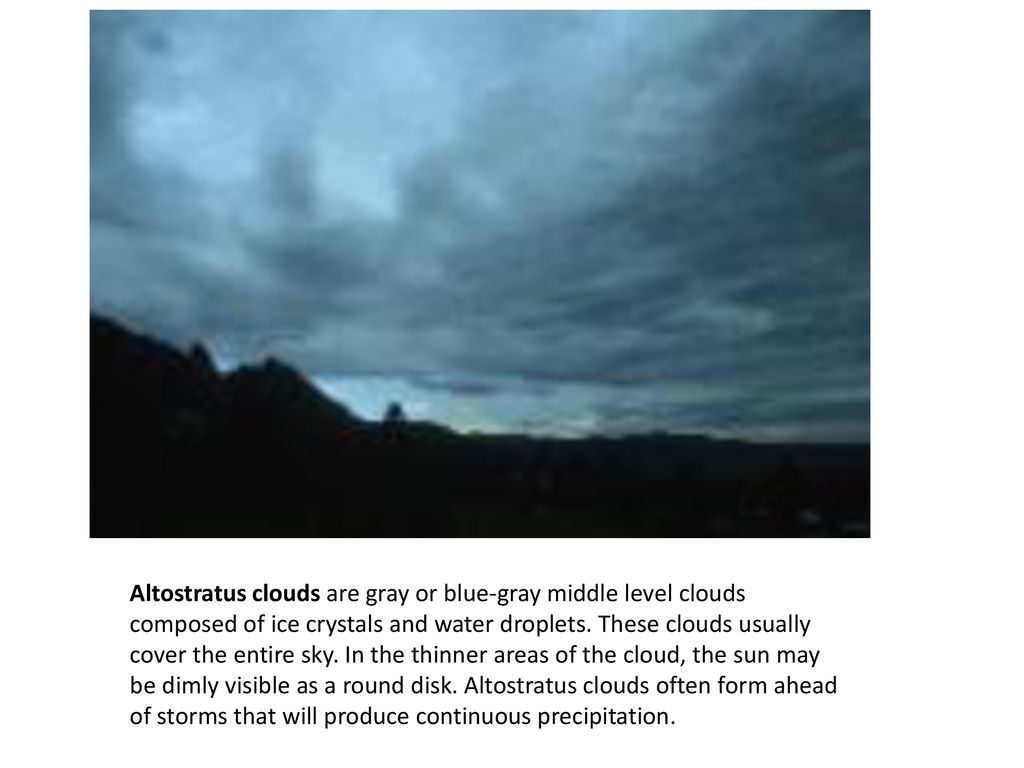 Altostratus clouds are gray or blue-gray middle level clouds
composed of ice crystals and water droplets. These clouds usually
cover the entire sky. In the thinner areas of the cloud, the sun may
be dimly visible as a round disk. Altostratus clouds often form ahead
of storms that will produce continuous precipitation.